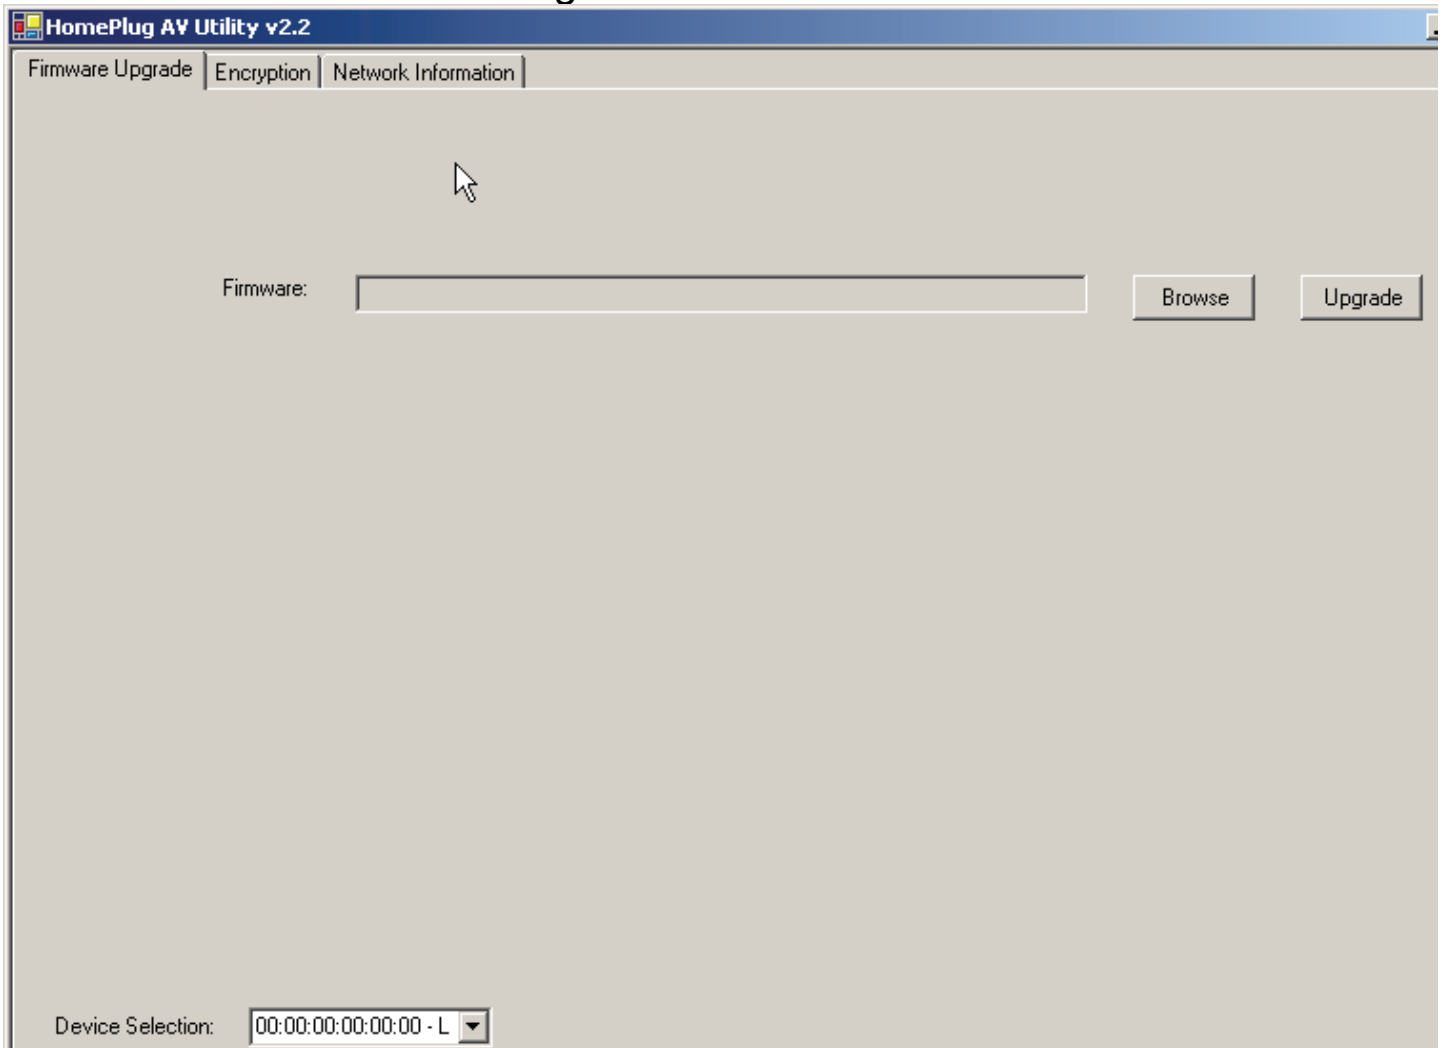 HomePlug AV Utility v2.2
Firmware Upgrade Encryption Network Information
Firmware: Browse Upgrade
Device Selection: 00:00:00:00:00:00 - L